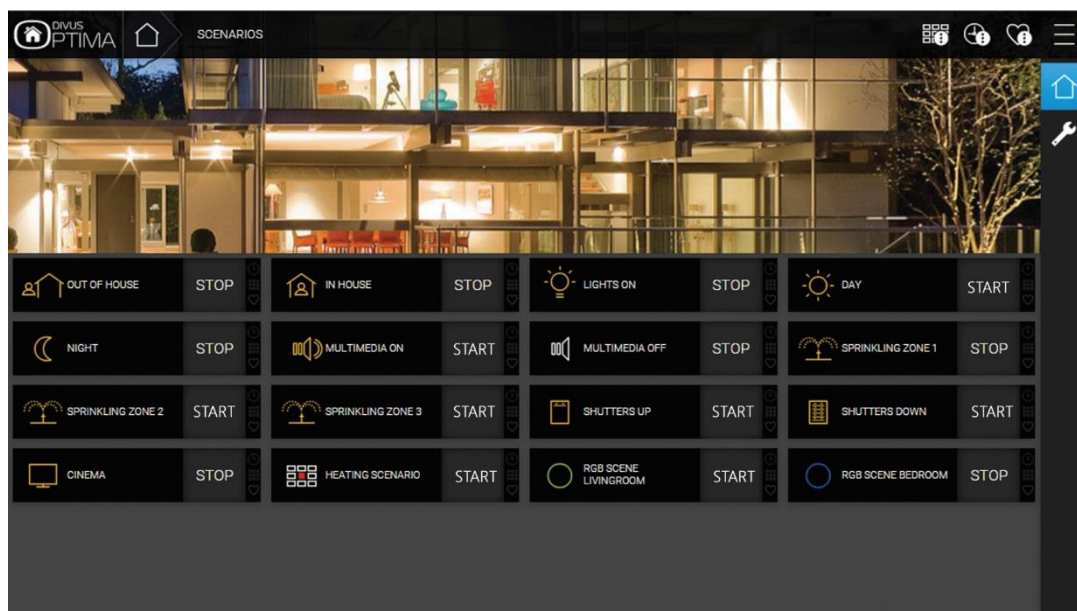 DIVUS
OPTIMA
SCENARIOS
OUT OF HOUSE STOP
IN HOUSE STOP
LIGHTS ON STOP
DAY START
NIGHT STOP
MULTIMEDIA ON START
MULTIMEDIA OFF STOP
SPRINKLING ZONE 1 STOP
SPRINKLING ZONE 2 START
SPRINKLING ZONE 3 START
SHUTTERS UP START
SHUTTERS DOWN START
CINEMA STOP
HEATING SCENARIO START
RGB SCENE
LIVINGROOM START
RGB SCENE BEDROOM STOP